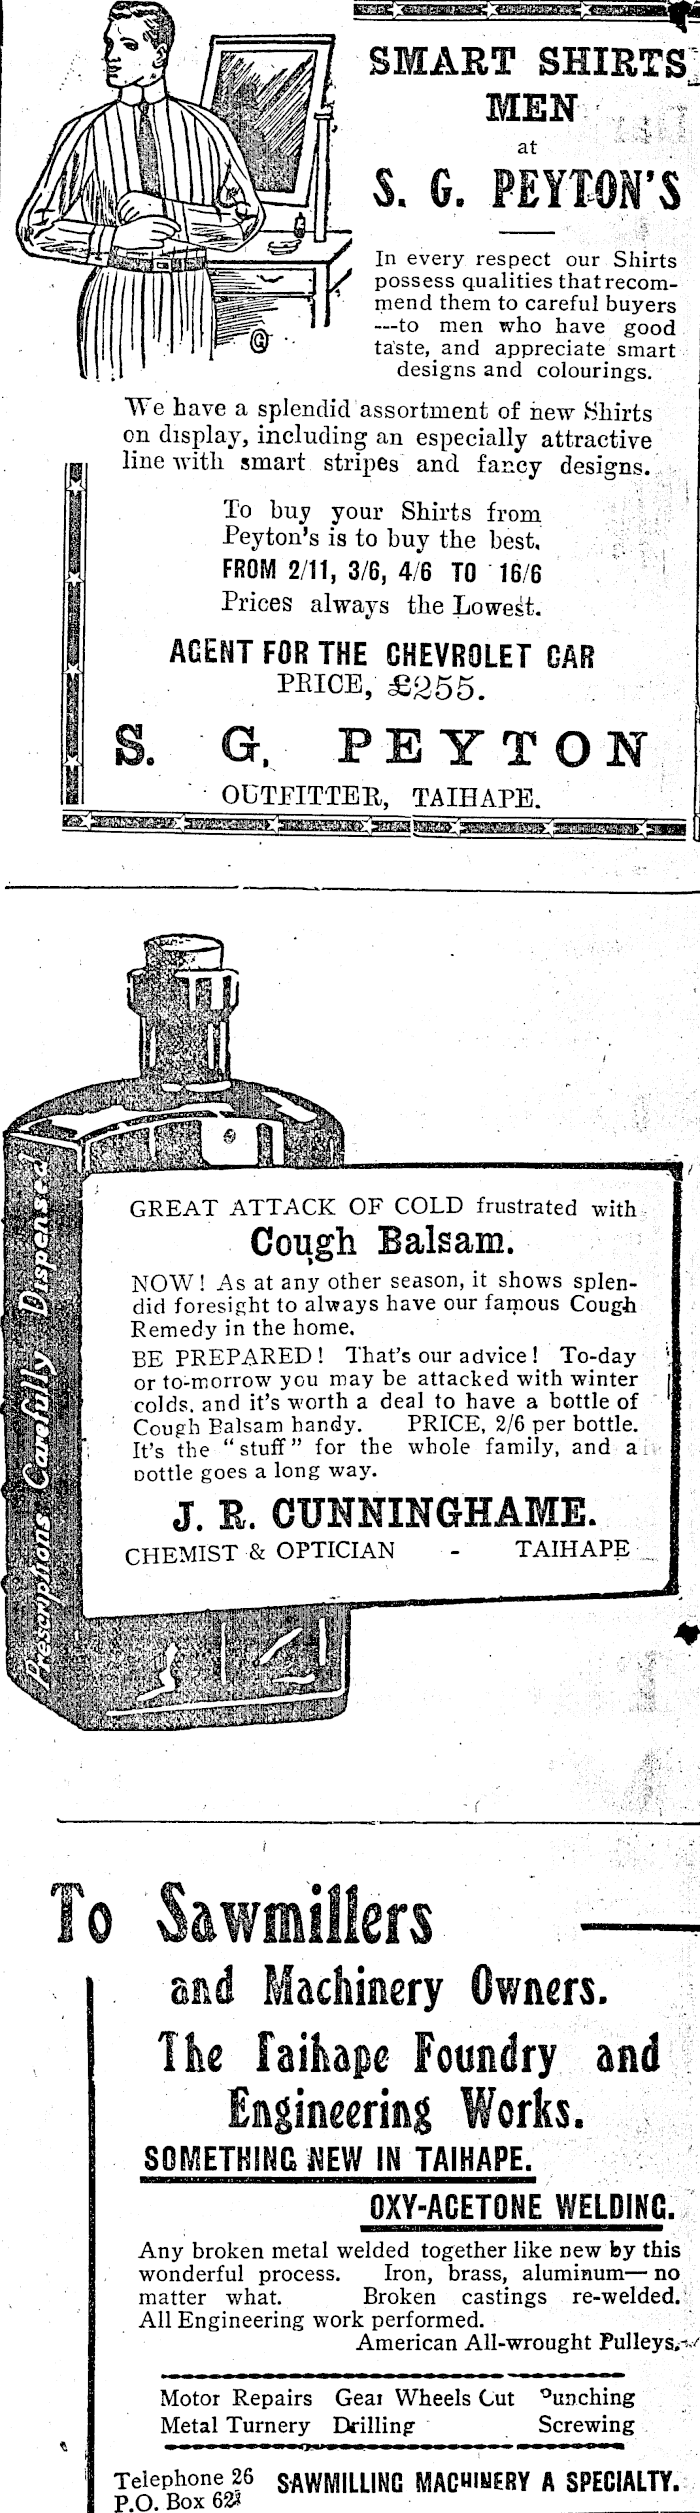 SMART SHIRTS
MEN
at
S. G. PEYTON'S
In every respect our Shirts
possess qualities that recom-
mend them to careful buyers
---to men who have good
taste, and appreciate smart
designs and colourings.
We have a splendid assortment of new Shirts
on display, including an especially attractive
line with smart stripes and fancy designs.
To buy your Shirts from
Peyton's is to buy the best.
FROM 2/11, 3/6, 4/6 TO 16/6
Prices always the Lowest.
AGENT FOR THE CHEVROLET CAR
PRICE, £255.
S. G. PEYTON
OUTFITTER, TAIHAPE.
Prescriptions Carefully Dispensed
GREAT ATTACK OF COLD frustrated with
Cough Balsam.
NOW! As at any other season, it shows splen-
did foresight to always have our famous Cough
Remedy in the home.
BE PREPARED! That's our advice! To-day
or to-morrow you may be attacked with winter
colds, and it's worth a deal to have a bottle of
Cough Balsam handy. PRICE, 2/6 per bottle.
It's the "stuff" for the whole family, and a
bottle goes a long way.
J. R. CUNNINGHAME.
CHEMIST & OPTICIAN - TAIHAPE
To Sawmillers
and Machinery Owners.
The Taihape Foundry and
Engineering Works.
SOMETHING NEW IN TAIHAPE.
OXY-ACETONE WELDING.
Any broken metal welded together like new by this
wonderful process. Iron, brass, aluminum—no
matter what. Broken castings re-welded.
All Engineering work performed.
American All-wrought Pulleys.
Motor Repairs Gear Wheels Cut Punching
Metal Turnery Drilling Screwing
Telephone 26 SAWMILLING MACHINERY A SPECIALTY.
P.O. Box